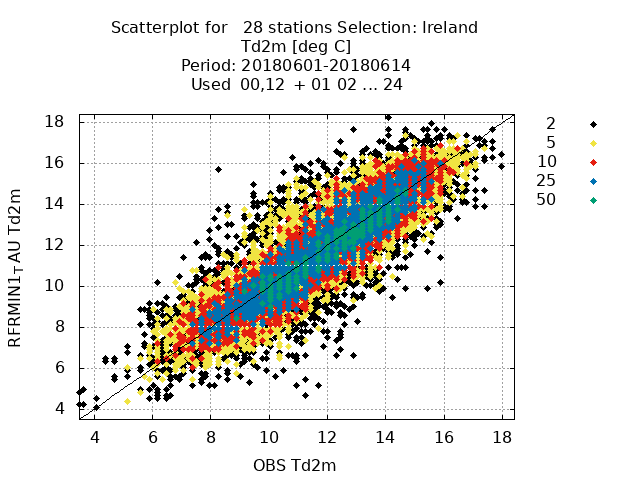 Scatterplot for   28 stations Selection: Ireland
Td2m [deg C]
Period: 20180601-20180614
Used  00,12  + 01 02 ... 24
RFRMIN1_T AU Td2m
18
16
14
12
10
8
6
4
4 6 8 10 12 14 16 18
OBS Td2m
2
5
10
25
50